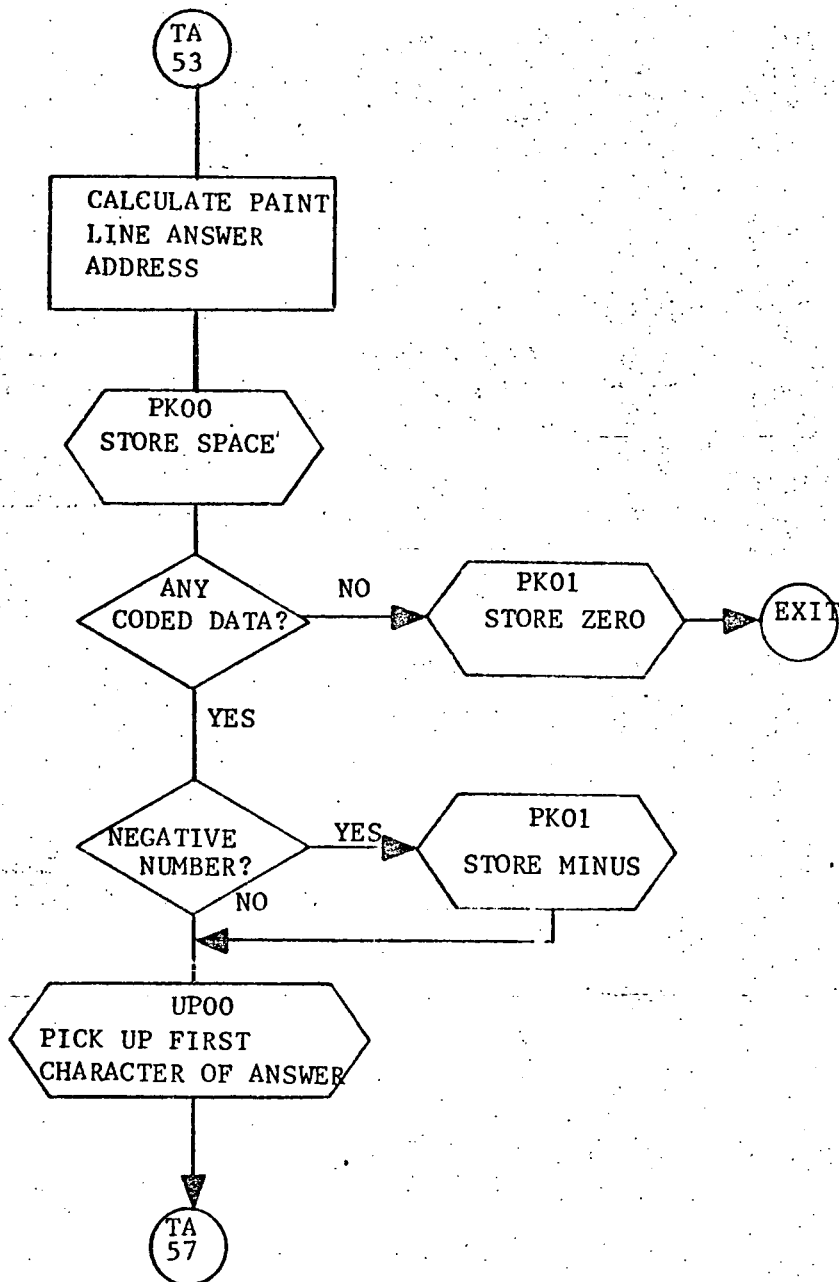 TA
53
CALCULATE PAINT
LINE ANSWER
ADDRESS
PK00
STORE SPACE
ANY
CODED DATA?
NO
PK01
STORE ZERO
EXIT
YES
NEGATIVE
NUMBER?
YES
PK01
STORE MINUS
NO
UP00
PICK UP FIRST
CHARACTER OF ANSWER
TA
57